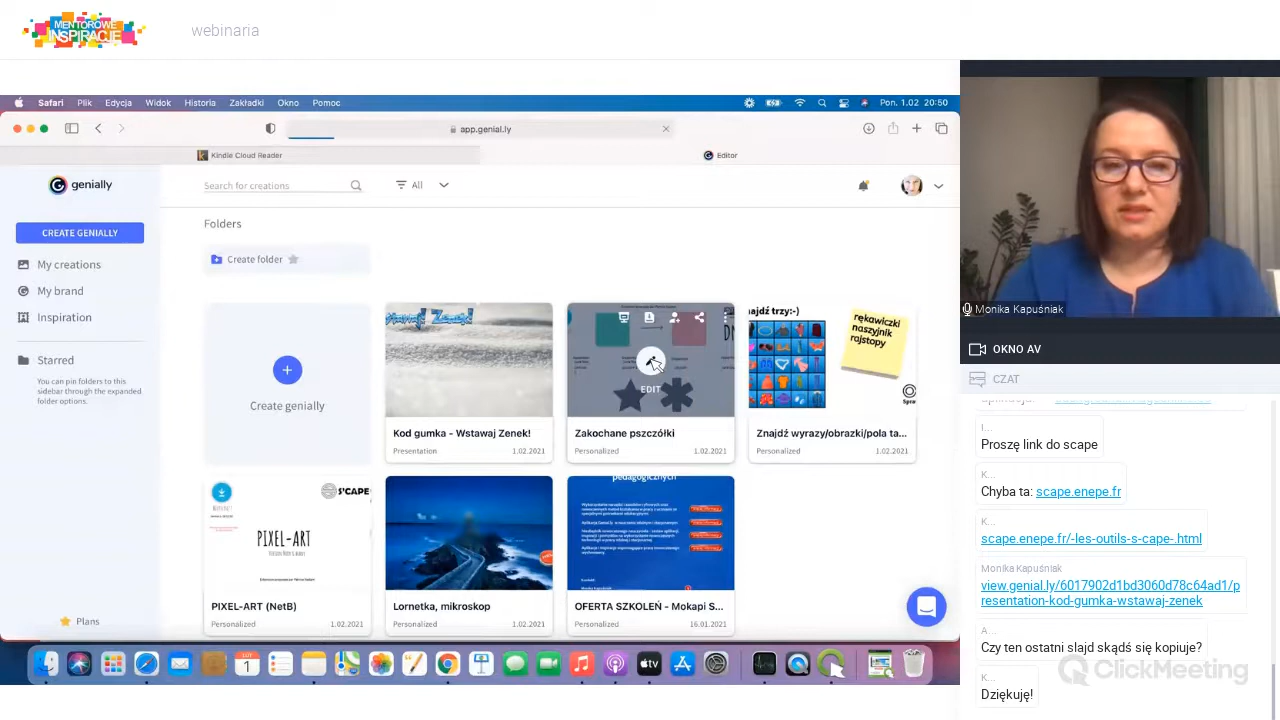 MENTOROWE
INSPIRACJE
webinaria
Safari Plik Edycja Widok Historia Zakładki Okno Pomoc
Pon. 1.02 20:50
app.genial.ly
Kindle Cloud Reader
Editor
genially
Search for creations
All
CREATE GENIALLY
My creations
My brand
Inspiration
Starred
You can pin folders to this
sidebar through the expanded
folder options.
Plans
Folders
Create folder
Create genially
Kod gumka - Wstawaj Zenek!
Presentation 1.02.2021
EDIT
Zakochane pszczółki
Personalized 1.02.2021
najdź trzy:-)
rękawiczki
naszyjnik
rajstopy
Znajdź wyrazy/obrazki/pola ta...
Personalized 1.02.2021
S'CAPE
PIXEL-ART
PIXEL-ART (NetB)
Personalized 1.02.2021
Lornetka, mikroskop
Personalized 1.02.2021
pedagogicznych
OFERTA SZKOLEŃ - Mokapi S...
Personalized 16.01.2021
Monika Kapuśniak
OKNO AV
CZAT
I...
Proszę link do scape
K...
Chyba ta: scape.enepe.fr
K...
scape.enepe.fr/-les-outils-s-cape-.html
Monika Kapuśniak
view.genial.ly/6017902d1bd3060d78c64ad1/p
resentation-kod-gumka-wstawaj-zenek
A...
Czy ten ostatni slajd skądś się kopiuje?
K...
Dziękuję!
ClickMeeting